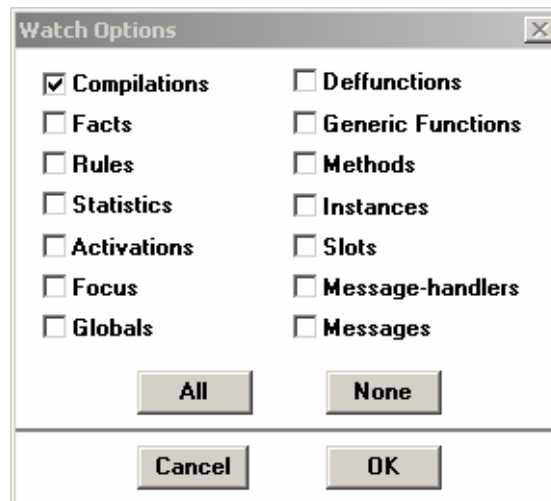 Watch Options
Compilations
Facts
Rules
Statistics
Activations
Focus
Globals
Deffunctions
Generic Functions
Methods
Instances
Slots
Message-handlers
Messages
All
None
Cancel
OK